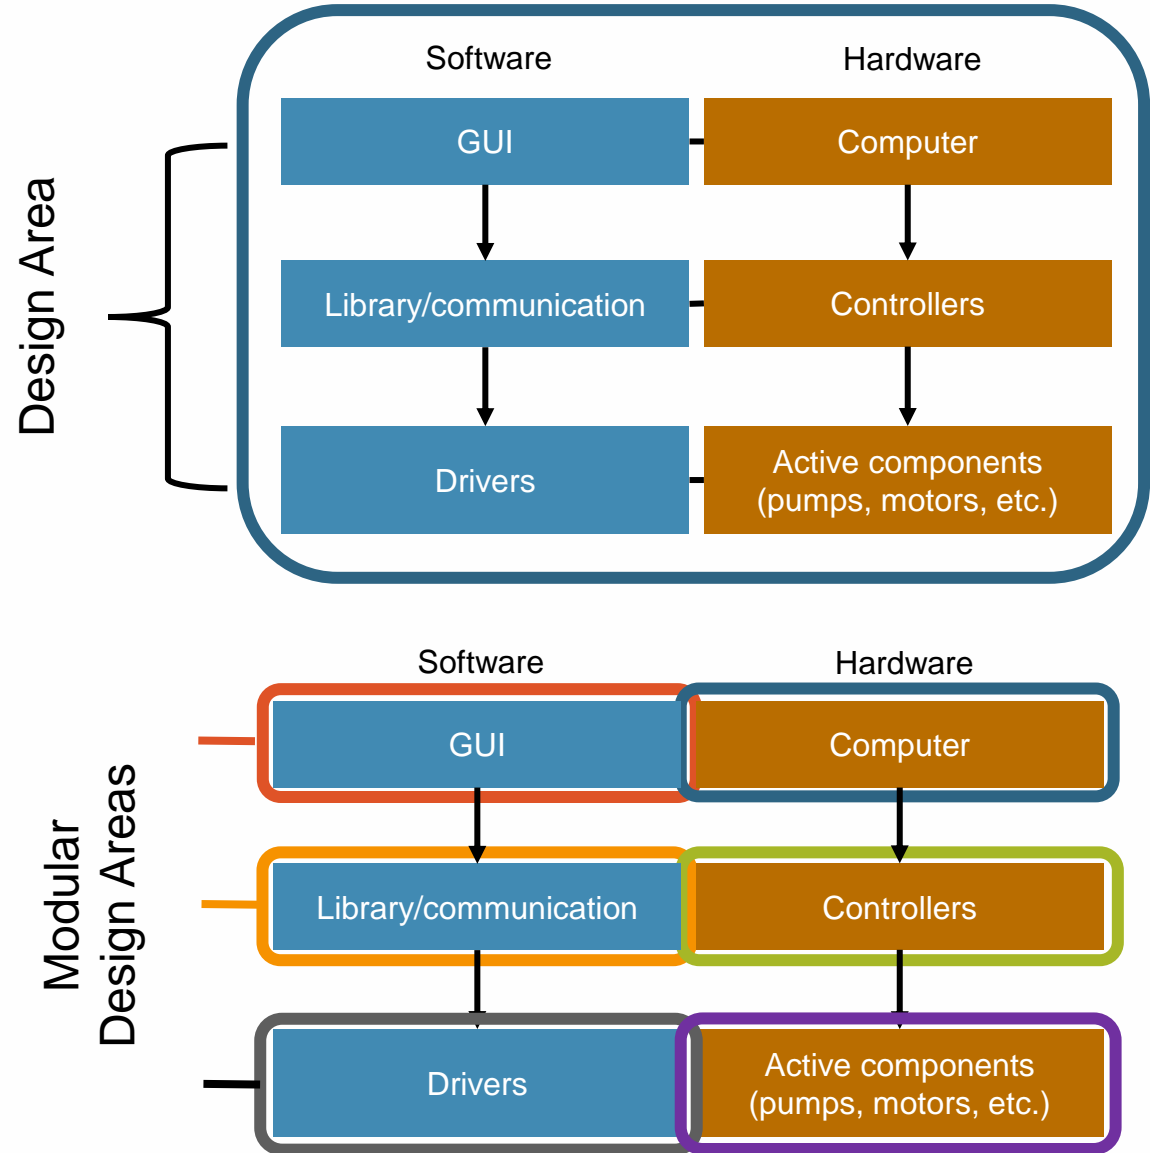 Software
Hardware
GUI
Computer
Design Area
Library/communication
Controllers
Drivers
Active components
(pumps, motors, etc.)
Software
Hardware
GUI
Computer
Modular
Design Areas
Library/communication
Controllers
Drivers
Active components
(pumps, motors, etc.)